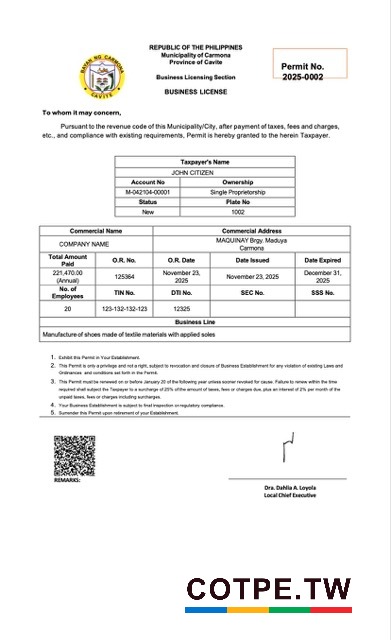 REPUBLIC OF THE PHILIPPINES
Municipality of Carmona
Province of Cavite
Business Licensing Section
BUSINESS LICENSE
Permit No.
2025-0002
BAYAN NG CARMONA
CAVITE
To whom it may concern,
Pursuant to the revenue code of this Municipality/City, after payment of taxes, fees and charges,
etc., and compliance with existing requirements, Permit is hereby granted to the herein Taxpayer.
Taxpayer's Name
JOHN CITIZEN
Account No Ownership
M-042104-00001 Single Proprietorship
Status Plate No
New 1002
Commercial Name Commercial Address
COMPANY NAME MAQUINAY Brgy. Maduya
Carmona
Total Amount
Paid O.R. No. O.R. Date Date Issued Date Expired
221,470.00
(Annual) 125364 November 23,
2025 November 23, 2025 December 31,
2025
No. of
Employees TIN No. DTI No. SEC No. SSS No.
20 123-132-132-123 12325
Business Line
Manufacture of shoes made of textile materials with applied soles
1. Exhibit this Permit in Your Establishment.
2. This Permit is only a privilege and not a right, subject to revocation and closure of Business Establishment for any violation of existing Laws and
Ordinances and conditions set form in the Permit.
3. This Permit must be renewed on or before January 20 of the following year unless sooner revoked for cause. Failure to renew within the time
required shall subject the Taxpayer to a surcharge of 25% of the amount of taxes, fees or charges due, plus an interest of 2% per month of the
unpaid taxes, fees or charges including surcharges.
4. Your Business Establishment is subject to final inspection or regulatory compliance.
5. Surrender this Permit upon retirement of your Establishment.
REMARKS:
Dra. Dahlia A. Loyola
Local Chief Executive
COTPE.TW